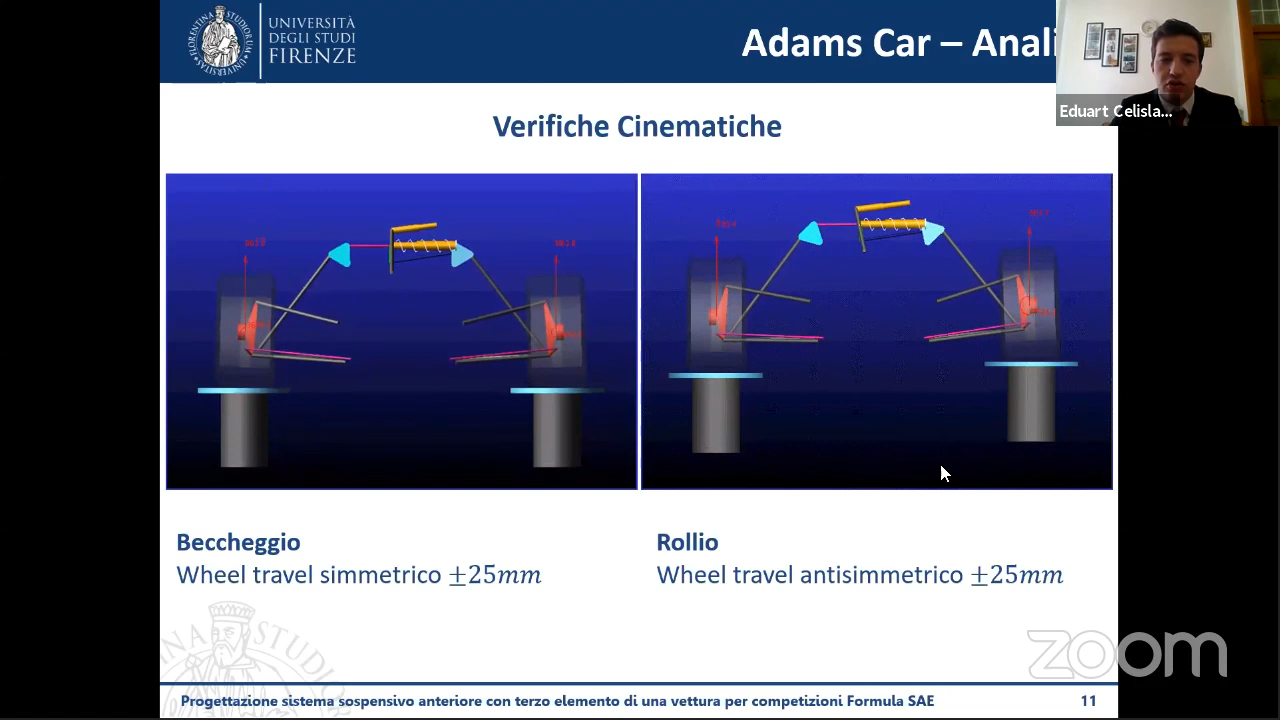 UNIVERSITÀ
DEGLI STUDI
FIRENZE
Adams Car – Anali
Eduart Celisla...
Verifiche Cinematiche
Beccheggio
Wheel travel simmetrico ±25mm
Rollio
Wheel travel antisimmetrico ±25mm
zoom
Progettazione sistema sospensivo anteriore con terzo elemento di una vettura per competizioni Formula SAE
11